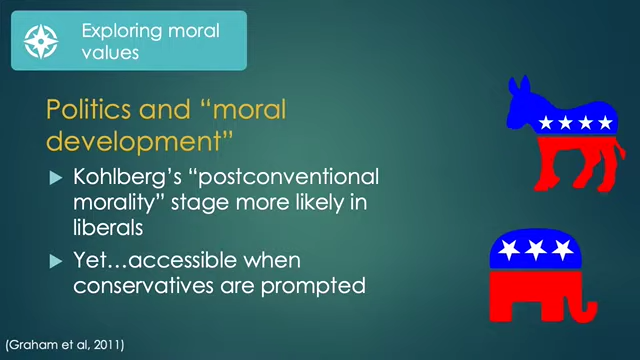 Exploring moral
values
Politics and “moral
development”
Kohlberg’s “postconventional
morality” stage more likely in
liberals
Yet…accessible when
conservatives are prompted
(Graham et al, 2011)